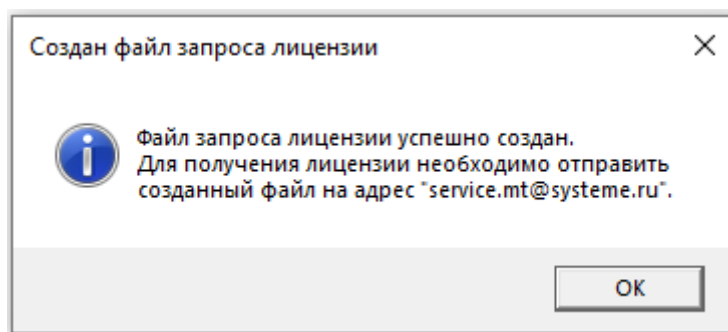 Создан файл запроса лицензии
Файл запроса лицензии успешно создан.
Для получения лицензии необходимо отправить
созданный файл на адрес "service.mt@systeme.ru".
ОК